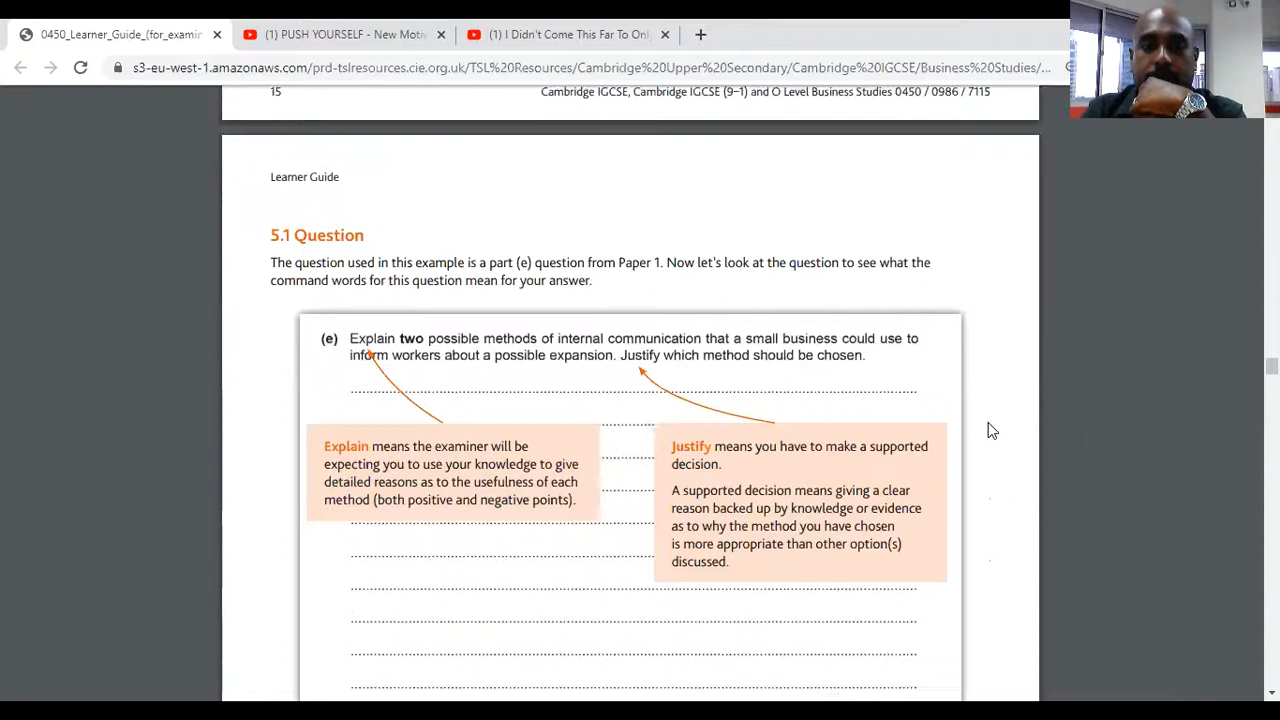 0450_Learner_Guide_(for_examin
(1) PUSH YOURSELF - New Moti
(1) I Didn't Come This Far To Onl
s3-eu-west-1.amazonaws.com/prd-tslresources.cie.org.uk/TSL%20Resources/Cambridge%20Upper%20Secondary/Cambridge%20IGCSE/Business%20Studies/...
15
Cambridge IGCSE, Cambridge IGCSE (9–1) and O Level Business Studies 0450 / 0986 / 7115
Learner Guide
5.1 Question
The question used in this example is a part (e) question from Paper 1. Now let's look at the question to see what the
command words for this question mean for your answer.
(e) Explain two possible methods of internal communication that a small business could use to
inform workers about a possible expansion. Justify which method should be chosen.
Explain means the examiner will be
expecting you to use your knowledge to give
detailed reasons as to the usefulness of each
method (both positive and negative points).
Justify means you have to make a supported
decision.
A supported decision means giving a clear
reason backed up by knowledge or evidence
as to why the method you have chosen
is more appropriate than other option(s)
discussed.